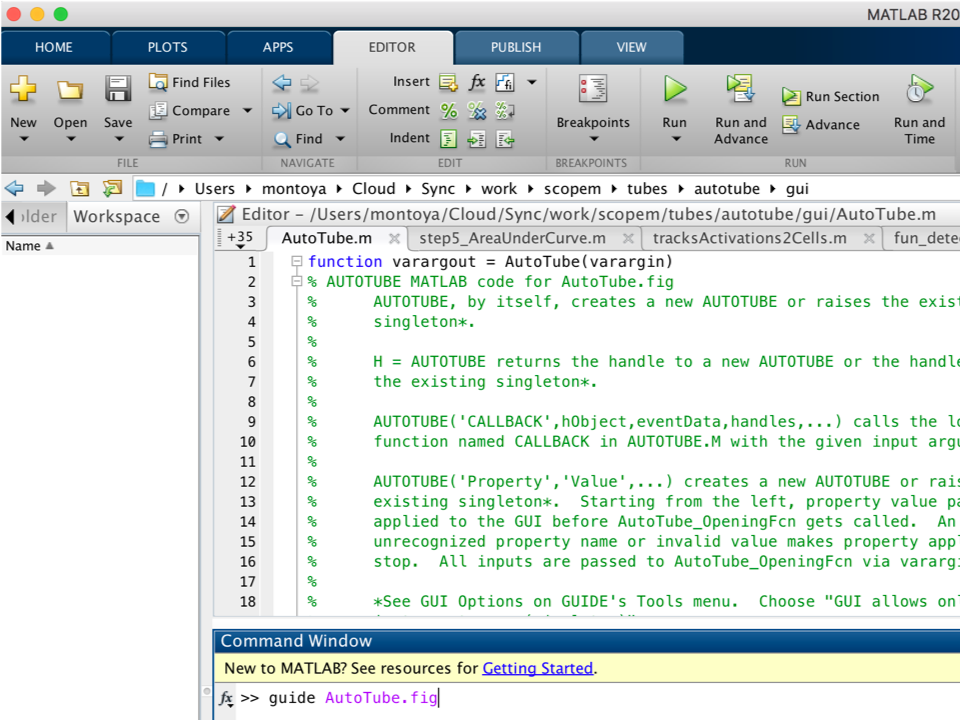 MATLAB R20
HOME PLOTS APPS EDITOR PUBLISH VIEW
New Open Save Find Files Compare Print
Go To Find
Insert Comment Indent
Breakpoints
Run Run and Advance Run Section Advance Run and Time
FILE NAVIGATE EDIT BREAKPOINTS RUN
/ Users montoya Cloud Sync work scopem tubes autotube gui
lder Workspace
Name
Editor – /Users/montoya/Cloud/Sync/work/scopem/tubes/autotube/gui/AutoTube.m
+35 AutoTube.m step5_AreaUnderCurve.m tracksActivations2Cells.m fun_dete
1 function varargout = AutoTube(varargin)
2 % AUTOTUBE MATLAB code for AutoTube.fig
3 % AUTOTUBE, by itself, creates a new AUTOTUBE or raises the exist
4 % singleton*.
5 %
6 % H = AUTOTUBE returns the handle to a new AUTOTUBE or the handle
7 % the existing singleton*.
8 %
9 % AUTOTUBE('CALLBACK',hObject,eventData,handles,...) calls the lo
10 % function named CALLBACK in AUTOTUBE.M with the given input argu
11 %
12 % AUTOTUBE('Property','Value',...) creates a new AUTOTUBE or rais
13 % existing singleton*. Starting from the left, property value pa
14 % applied to the GUI before AutoTube_OpeningFcn gets called. An
15 % unrecognized property name or invalid value makes property appl
16 % stop. All inputs are passed to AutoTube_OpeningFcn via varargi
17 %
18 % *See GUI Options on GUIDE's Tools menu. Choose "GUI allows onl
Command Window
New to MATLAB? See resources for Getting Started.
fx >> guide AutoTube.fig